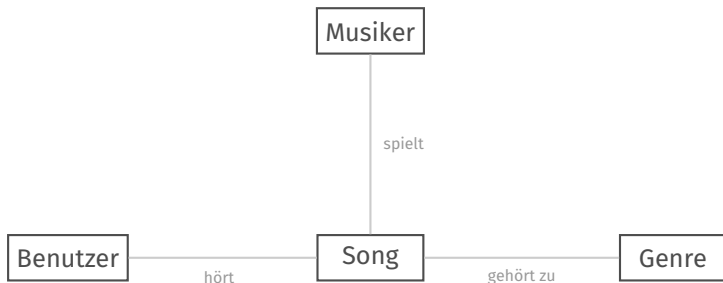 Musiker
spielt
Benutzer
hört
Song
gehört zu
Genre